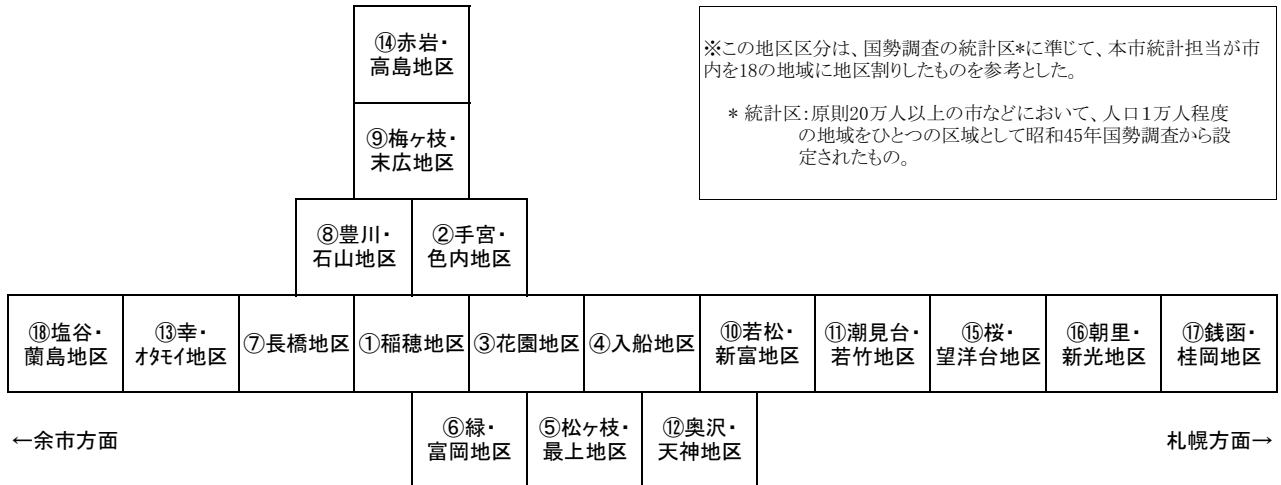 ⑭赤岩・
高島地区
※この地区区分は、国勢調査の統計区*に準じて、本市統計担当が市
内を18の地域に地区割りしたものを参考とした。
* 統計区:原則20万人以上の市などにおいて、人口1万人程度
の地域をひとつの区域として昭和45年国勢調査から設
定されたもの。
⑨梅ヶ枝・
末広地区
⑧豊川・
石山地区
②手宮・
色内地区
⑱塩谷・
蘭島地区
⑬幸・
オタモイ地区
⑦長橋地区
①稲穂地区
③花園地区
④入船地区
⑩若松・
新富地区
⑪潮見台・
若竹地区
⑮桜・
望洋台地区
⑯朝里・
新光地区
⑰銭函・
桂岡地区
←余市方面
⑥緑・
富岡地区
⑤松ヶ枝・
最上地区
⑫奥沢・
天神地区
札幌方面→